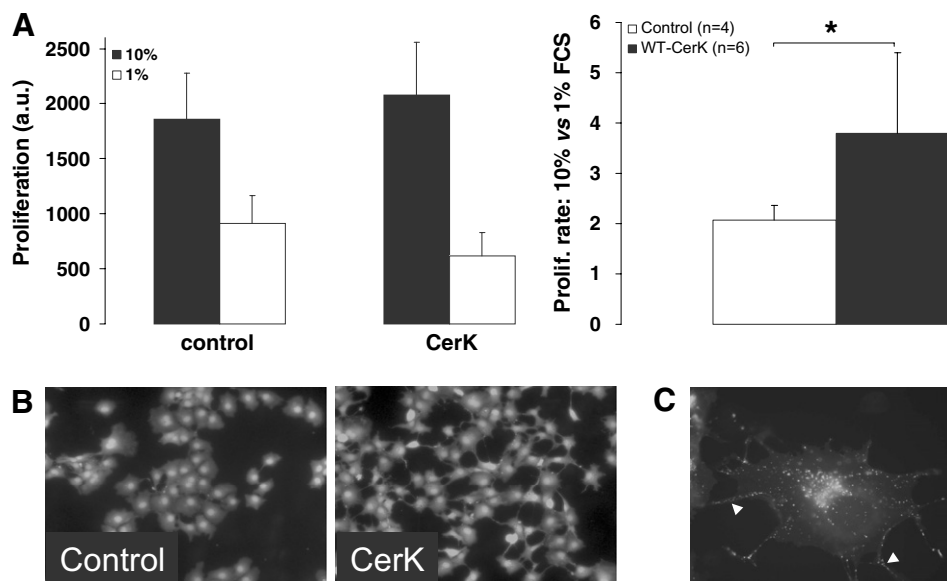 A
Proliferation (a.u.)
2500
2000
1500
1000
500
0
10%
1%
control
CerK
Prolif. rate: 10% vs 1% FCS
6
5
4
3
2
1
0
Control (n=4)
WT-CerK (n=6)
*
B
Control
CerK
C